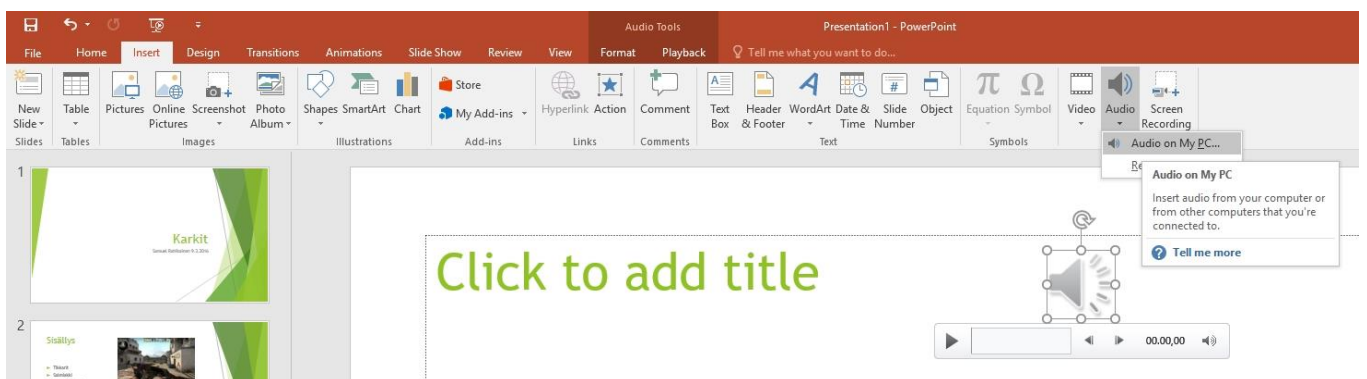 Audio Tools
Presentation1 - PowerPoint
File Home Insert Design Transitions Animations Slide Show Review View Format Playback Tell me what you want to do...
New Slide
Table
Pictures
Online Pictures
Screenshot
Photo Album
Shapes
SmartArt
Chart
Store
My Add-ins
Hyperlink
Action
Comment
Text Box
Header & Footer
WordArt
Date & Time
Slide Number
#
Object
π
Equation
Ω
Symbol
Video
Audio
Screen Recording
Slides Tables Images Illustrations Add-ins Links Comments Text Symbols
Audio on My PC...
Re
Audio on My PC
Insert audio from your computer or
from other computers that you're
connected to.
Tell me more
1
Karkit
2
Sisällys
Click to add title
00.00,00